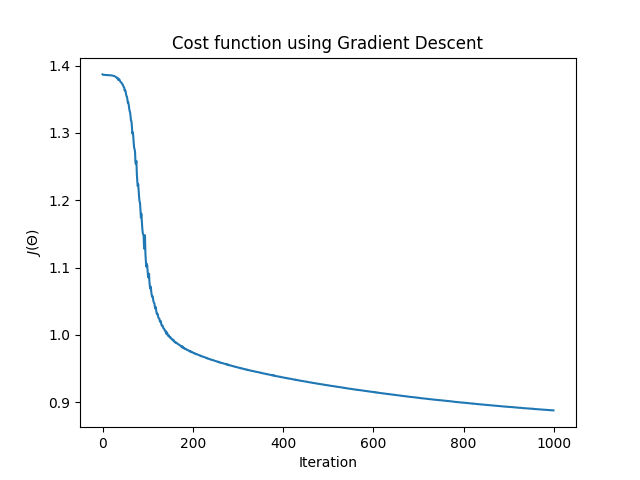 Cost function using Gradient Descent
1.4
1.3
1.2
1.1
1.0
0.9
J(Θ)
0 200 400 600 800 1000
Iteration